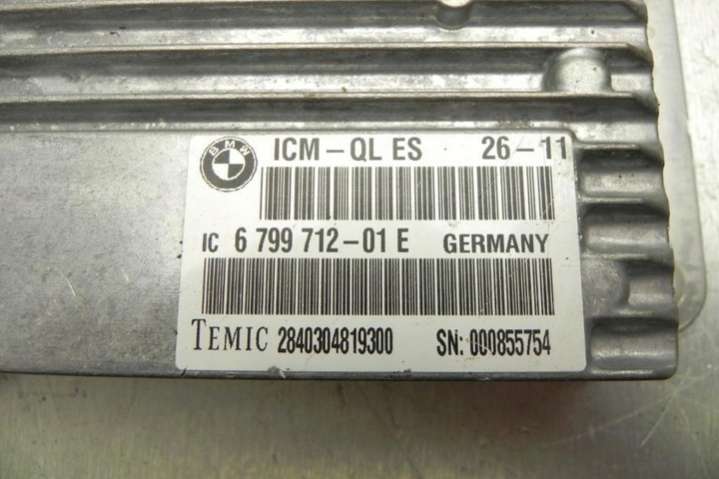 BMW
ICM-QL ES 26-11
IC 6 799 712-01 E GERMANY
TEMIC 2840304819300 SN: 000855754